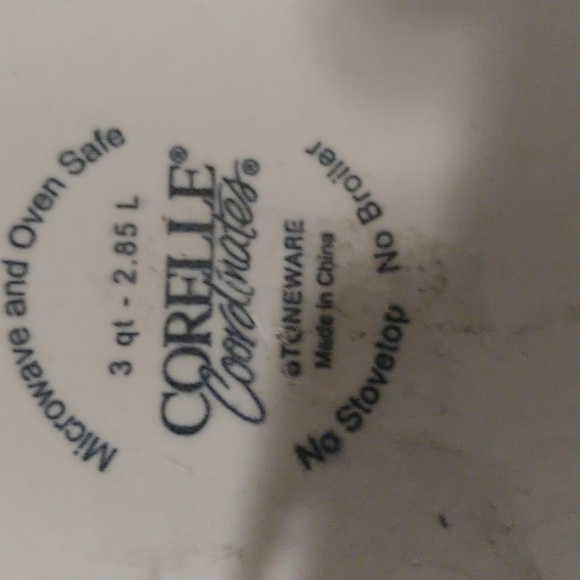 Microwave and Oven Safe
3 qt - 2.85 L
CORELLE®
Coordinates®
STONEWARE
Made in China
No Stovetop No Broiler